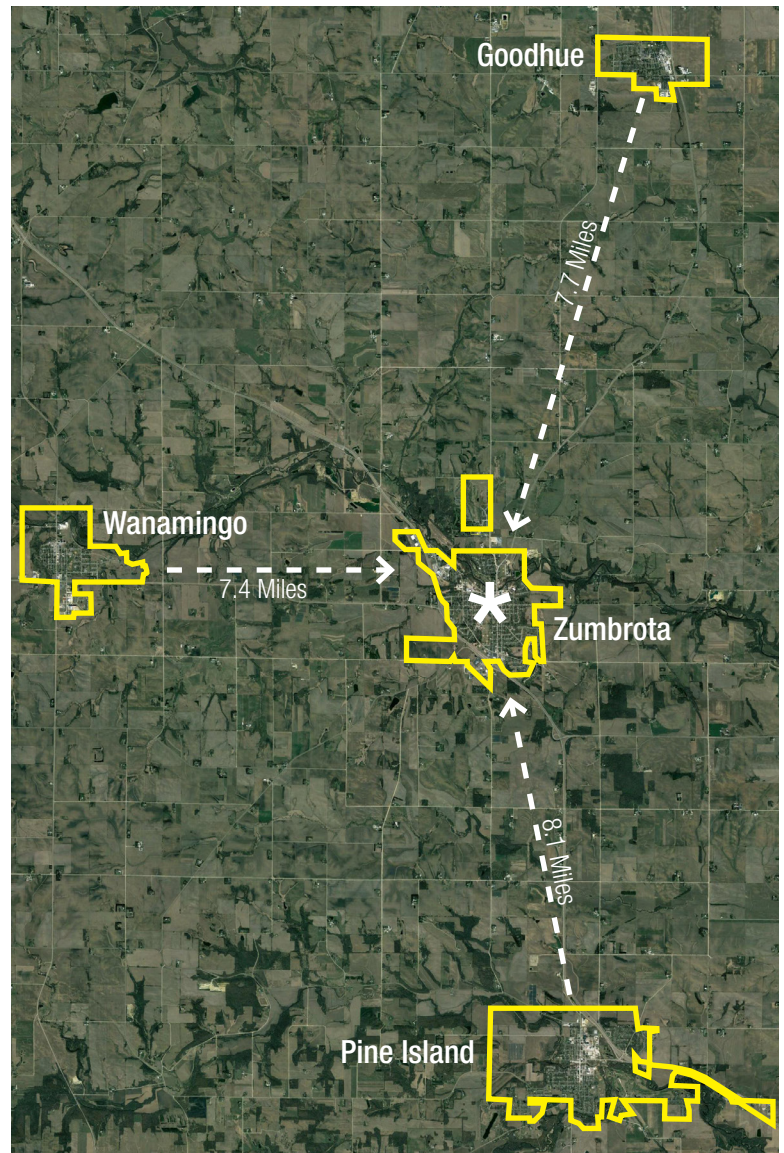 Goodhue
7.7 Miles
Wanamingo
7.4 Miles
Zumbrota
8.1 Miles
Pine Island